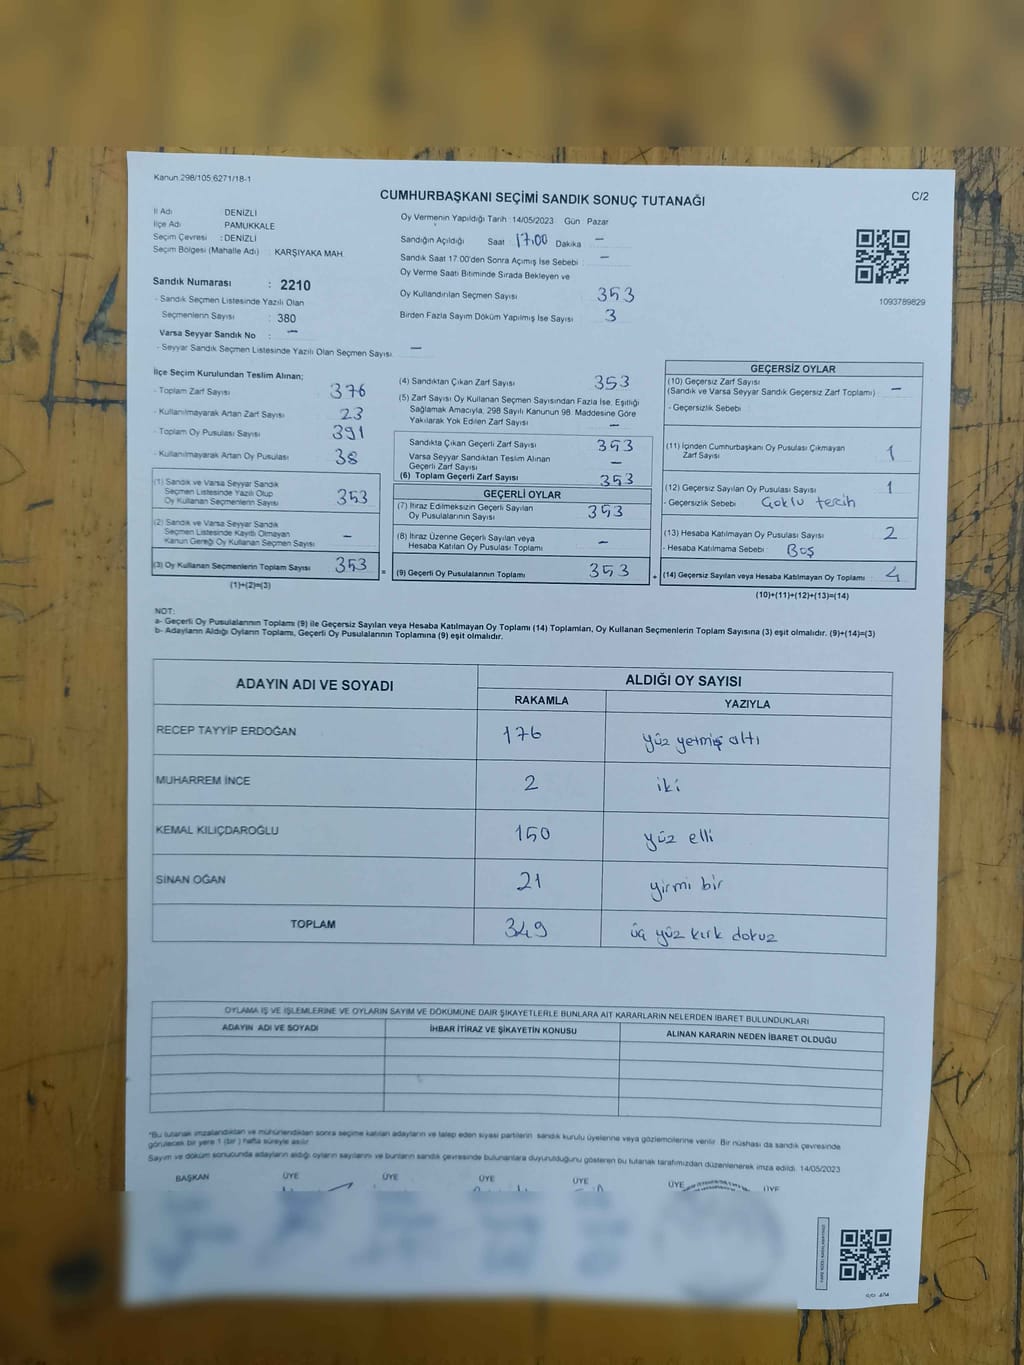 Kanun 298/105 6271/18-1
CUMHURBAŞKANI SEÇİMİ SANDIK SONUÇ TUTANAĞI
C/2
İl Adı DENİZLİ
İlçe Adı PAMUKKALE
Seçim Çevresi : DENİZLİ
Seçim Bölgesi (Mahalle Adı) : KARŞIYAKA MAH.
Sandık Numarası : 2210
- Sandık Seçmen Listesinde Yazılı Olan
Seçmenlerin Sayısı : 380
Varsa Seyyar Sandık No : —
- Seyyar Sandık Seçmen Listesinde Yazılı Olan Seçmen Sayısı —
Oy Vermenin Yapıldığı Tarih :14/05/2023 Gün : Pazar
Sandığın Açıldığı Saat 17.00 Dakika —
Sandık Saat 17:00'den Sonra Açımış İse Sebebi : —
Oy Verme Saati Bitiminde Sırada Bekleyen ve
Oy Kullandırılan Seçmen Sayısı 353
Birden Fazla Sayım Döküm Yapılmış İse Sayısı 3
1093789829
İlçe Seçim Kurulundan Teslim Alınan;
- Toplam Zarf Sayısı 376
- Kullanılmayarak Artan Zarf Sayısı 23
- Toplam Oy Pusulası Sayısı 391
- Kullanılmayarak Artan Oy Pusulası 38
(1) Sandık ve Varsa Seyyar Sandık
Seçmen Listesinde Yazılı Olup
Oy Kullanan Seçmenlerin Sayısı 353
(2) Sandık ve Varsa Seyyar Sandık
Seçmen Listesinde Kayıtlı Olmayan
Kanun Gereği Oy Kullanan Seçmen Sayısı —
(3) Oy Kullanan Seçmenlerin Toplam Sayısı 353
(1)+(2)=(3)
=
(4) Sandıktan Çıkan Zarf Sayısı 353
(5) Zarf Sayısı Oy Kullanan Seçmen Sayısından Fazla İse, Eşitliği
Sağlamak Amacıyla, 298 Sayılı Kanunun 98. Maddesine Göre
Yakılarak Yok Edilen Zarf Sayısı —
Sandıkta Çıkan Geçerli Zarf Sayısı 353
Varsa Seyyar Sandıktan Teslim Alınan
Geçerli Zarf Sayısı —
(6) Toplam Geçerli Zarf Sayısı 353
GEÇERLİ OYLAR
(7) İtiraz Edilmeksizin Geçerli Sayılan
Oy Pusulalarının Sayısı 353
(8) İtiraz Üzerine Geçerli Sayılan veya
Hesaba Katılan Oy Pusulası Toplamı —
(9) Geçerli Oy Pusulalarının Toplamı 353
+
GEÇERSİZ OYLAR
(10) Geçersiz Zarf Sayısı
(Sandık ve Varsa Seyyar Sandık Geçersiz Zarf Toplamı) —
- Geçersizlik Sebebi
(11) İçinden Cumhurbaşkanı Oy Pusulası Çıkmayan
Zarf Sayısı 1
(12) Geçersiz Sayılan Oy Pusulası Sayısı 1
- Geçersizlik Sebebi Çoklu tercih
(13) Hesaba Katılmayan Oy Pusulası Sayısı 2
- Hesaba Katılmama Sebebi Boş
(14) Geçersiz Sayılan veya Hesaba Katılmayan Oy Toplamı 4
(10)+(11)+(12)+(13)=(14)
NOT:
a- Geçerli Oy Pusulalarının Toplamı (9) ile Geçersiz Sayılan veya Hesaba Katılmayan Oy Toplamı (14) Toplamları, Oy Kullanan Seçmenlerin Toplam Sayısına (3) eşit olmalıdır. (9)+(14)=(3)
b- Adayların Aldığı Oyların Toplamı, Geçerli Oy Pusulalarının Toplamına (9) eşit olmalıdır.
ADAYIN ADI VE SOYADI ALDIĞI OY SAYISI
RAKAMLA YAZIYLA
RECEP TAYYİP ERDOĞAN 176 yüz yetmiş altı
MUHARREM İNCE 2 iki
KEMAL KILIÇDAROĞLU 150 yüz elli
SİNAN OĞAN 21 yirmi bir
TOPLAM 349 üç yüz kırk dokuz
OYLAMA İŞ VE İŞLEMLERİNE VE OYLARIN SAYIM VE DÖKÜMÜNE DAİR ŞİKAYETLERLE BUNLARA AİT KARARLARIN NELERDEN İBARET BULUNDUKLARI
ADAYIN ADI VE SOYADI İHBAR İTİRAZ VE ŞİKAYETİN KONUSU ALINAN KARARIN NEDEN İBARET OLDUĞU
*Bu tutanak imzalandıktan ve mühürlendikten sonra seçime katılan adayların ve talep eden siyasi partilerin sandık kurulu üyelerine veya gözlemcilerine verilir. Bir nüshası da sandık çevresinde
görülecek bir yere 1 (bir) hafta süreyle asılır.
Sayım ve döküm sonucunda adayların aldığı oyların sayılarını ve bunların sandık çevresinde bulunanlara duyurulduğunu gösteren bu tutanak tarafımızdan düzenlenerek imza edildi. 14/05/2023
BAŞKAN ÜYE ÜYE ÜYE ÜYE ÜYE ÜYE